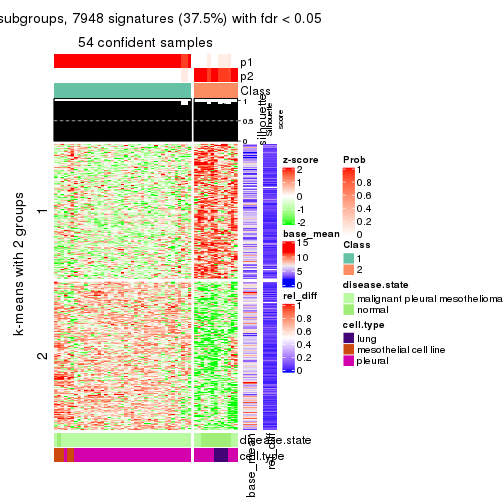 subgroups, 7948 signatures (37.5%) with fdr < 0.05
54 confident samples
p1
p2
Class
silhouette
Silhouette
score
1
0.5
0
k-means with 2 groups
1
2
z-score
2
1
0
-1
-2
base_mean
15
10
5
0
rel_diff
1
0.8
0.6
0.4
0.2
0
Prob
1
0.8
0.6
0.4
0.2
0
Class
1
2
disease.state
malignant pleural mesothelioma
normal
cell.type
lung
mesothelial cell line
pleural
disease.state
cell.type
base_mean
rel_diff